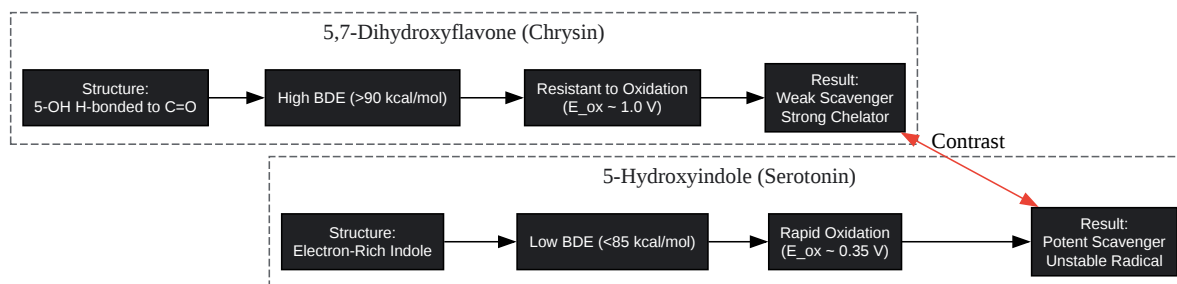 5,7-Dihydroxyflavone (Chrysin)
Structure:
5-OH H-bonded to C=O
High BDE (>90 kcal/mol)
Resistant to Oxidation
(E_ox ~ 1.0 V)
Result:
Weak Scavenger
Strong Chelator
Contrast
5-Hydroxyindole (Serotonin)
Structure:
Electron-Rich Indole
Low BDE (<85 kcal/mol)
Rapid Oxidation
(E_ox ~ 0.35 V)
Result:
Potent Scavenger
Unstable Radical